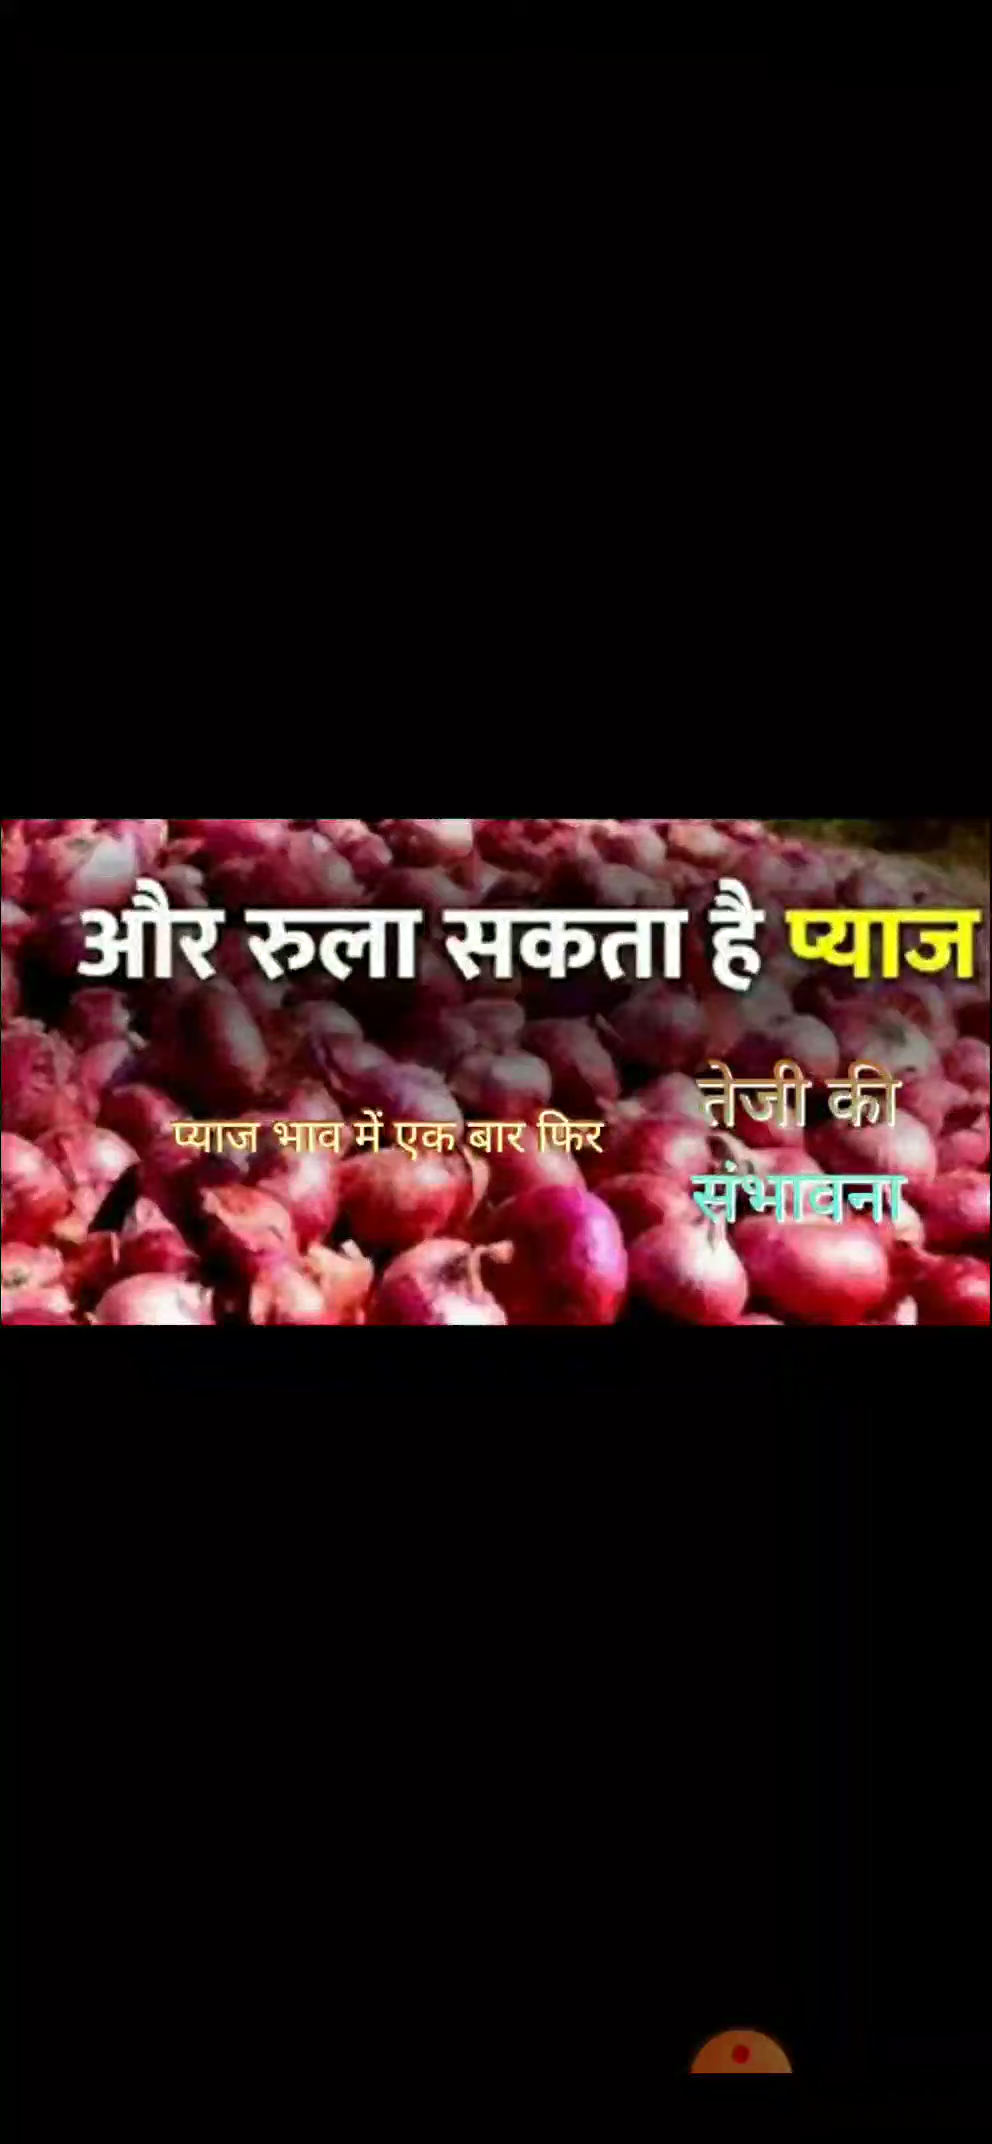 और रुला सकता है प्याज
प्याज भाव में एक बार फिर
तेजी की
संभावना